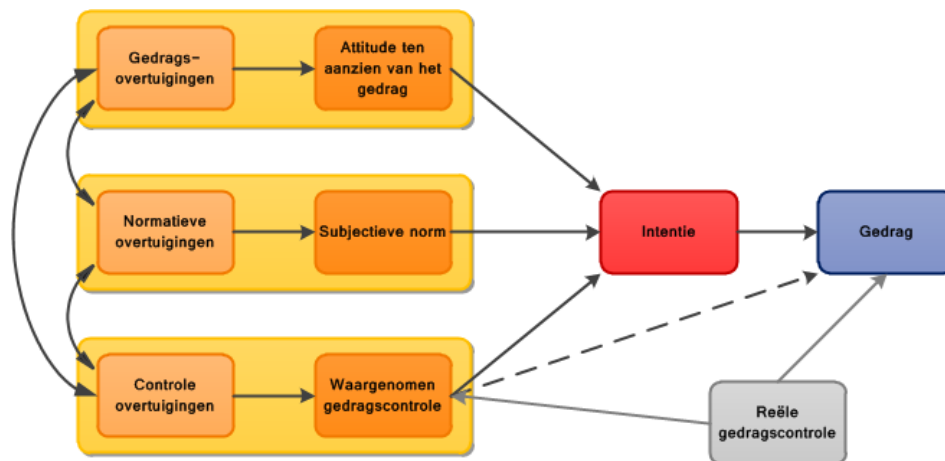 Gedrags-
overtuigingen
Attitude ten
aanzien van het
gedrag
Normatieve
overtuigingen
Subjectieve norm
Intentie
Gedrag
Controle
overtuigingen
Waargenomen
gedragscontrole
Reële
gedragscontrole